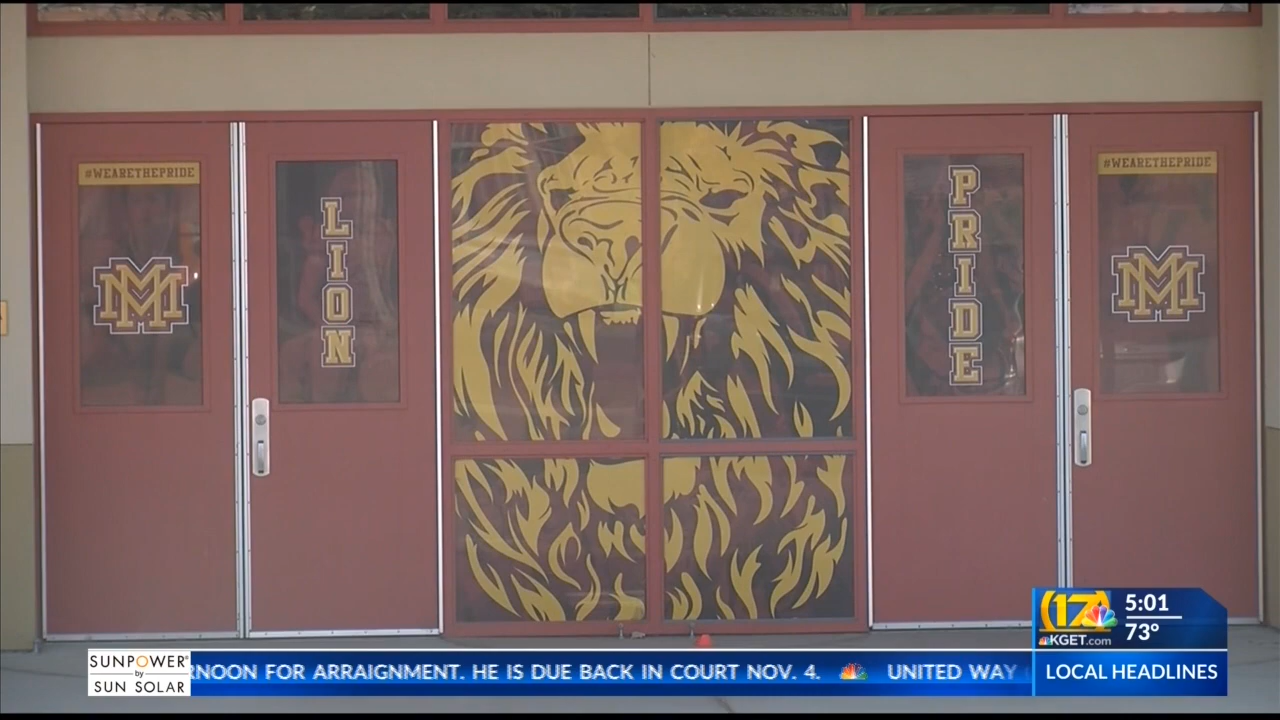 #WEARETHEPRIDE
MM
LION
PRIDE
#WEARETHEPRIDE
MM
17
KGET.com
5:01
73°
SUNPOWER®
by
SUN SOLAR
RNOON FOR ARRAIGNMENT. HE IS DUE BACK IN COURT NOV. 4. UNITED WAY
LOCAL HEADLINES